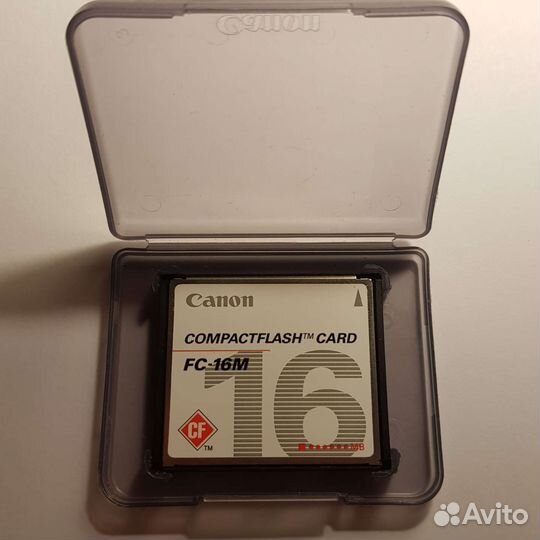 Canon
Canon
COMPACTFLASH™ CARD
FC-16M
16
MB
CF
™
Avito